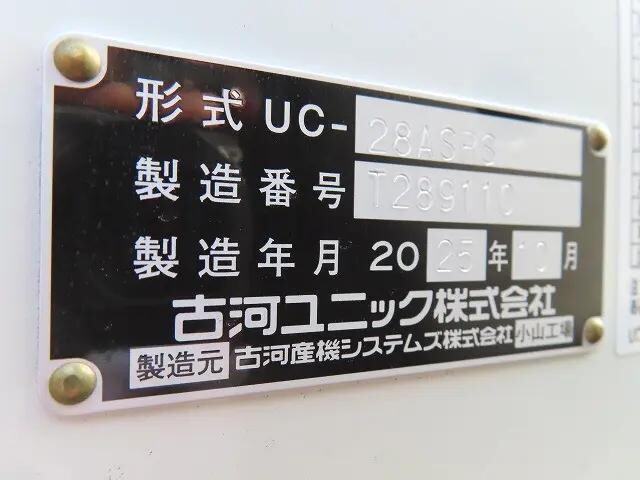 形式 UC-28ASPS
製造番号 T28911C
製造年月 2025年10月
古河ユニック株式会社
製造元 古河産機システムズ株式会社 小山工場